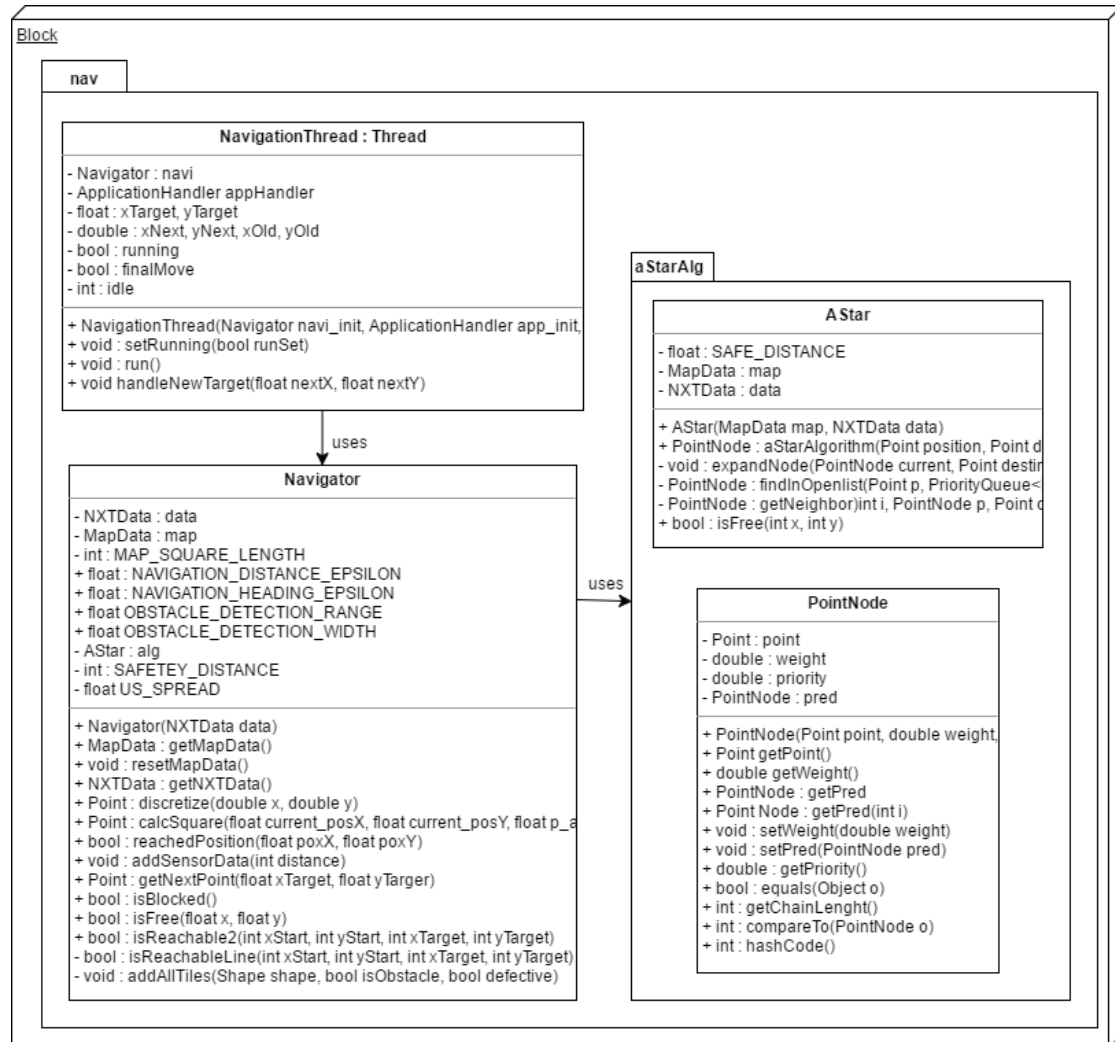 Block
nav
NavigationThread : Thread
- Navigator : navi
- ApplicationHandler appHandler
- float : xTarget, yTarget
- double : xNext, yNext, xOld, yOld
- bool : running
- bool : finalMove
- int : idle
+ NavigationThread(Navigator navi_init, ApplicationHandler app_init,
+ void : setRunning(bool runSet)
+ void : run()
+ void handleNewTarget(float nextX, float nextY)
uses
Navigator
- NXTData : data
- MapData : map
- int : MAP_SQUARE_LENGTH
+ float : NAVIGATION_DISTANCE_EPSILON
+ float : NAVIGATION_HEADING_EPSILON
+ float OBSTACLE_DETECTION_RANGE
+ float OBSTACLE_DETECTION_WIDTH
- AStar : alg
- int : SAFETEY_DISTANCE
- float US_SPREAD
+ Navigator(NXTData data)
+ MapData : getMapData()
+ void : resetMapData()
+ NXTData : getNXTData()
+ Point : discretize(double x, double y)
+ Point : calcSquare(float current_posX, float current_posY, float p_a
+ bool : reachedPosition(float poxX, float poxY)
+ void : addSensorData(int distance)
+ Point : getNextPoint(float xTarget, float yTarger)
+ bool : isBlocked()
+ bool : isFree(float x, float y)
+ bool : isReachable2(int xStart, int yStart, int xTarget, int yTarget)
- bool : isReachableLine(int xStart, int yStart, int xTarget, int yTarget)
- void : addAllTiles(Shape shape, bool isObstacle, bool defective)
uses
aStarAlg
AStar
- float : SAFE_DISTANCE
- MapData : map
- NXTData : data
+ AStar(MapData map, NXTData data)
+ PointNode : aStarAlgorithm(Point position, Point d
- void : expandNode(PointNode current, Point destin
- PointNode : findInOpenlist(Point p, PriorityQueue<
- PointNode : getNeighbor)int i, PointNode p, Point d
+ bool : isFree(int x, int y)
PointNode
- Point : point
- double : weight
- double : priority
- PointNode : pred
+ PointNode(Point point, double weight,
+ Point getPoint()
+ double getWeight()
+ PointNode : getPred
+ Point Node : getPred(int i)
+ void : setWeight(double weight)
+ void : setPred(PointNode pred)
+ double : getPriority()
+ bool : equals(Object o)
+ int : getChainLenght()
+ int : compareTo(PointNode o)
+ int : hashCode()